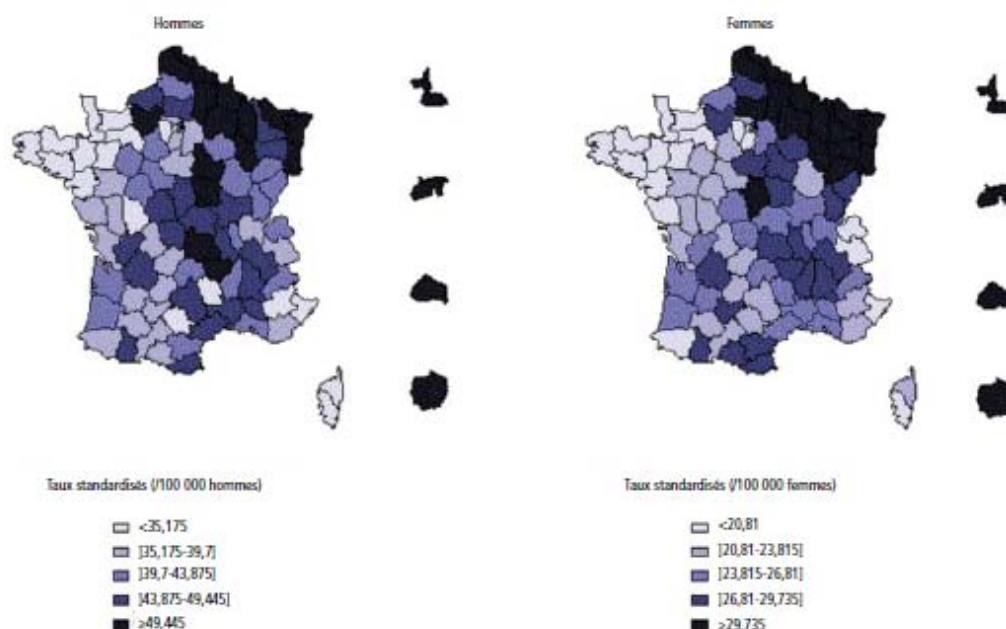 Hommes
Femmes
Taux standardisés (/100 000 hommes)
<35,175
]35,175-39,7]
]39,7-43,875]
]43,875-49,445]
≥49,445
Taux standardisés (/100 000 femmes)
<20,81
]20,81-23,815]
]23,815-26,81]
]26,81-29,735]
≥29,735